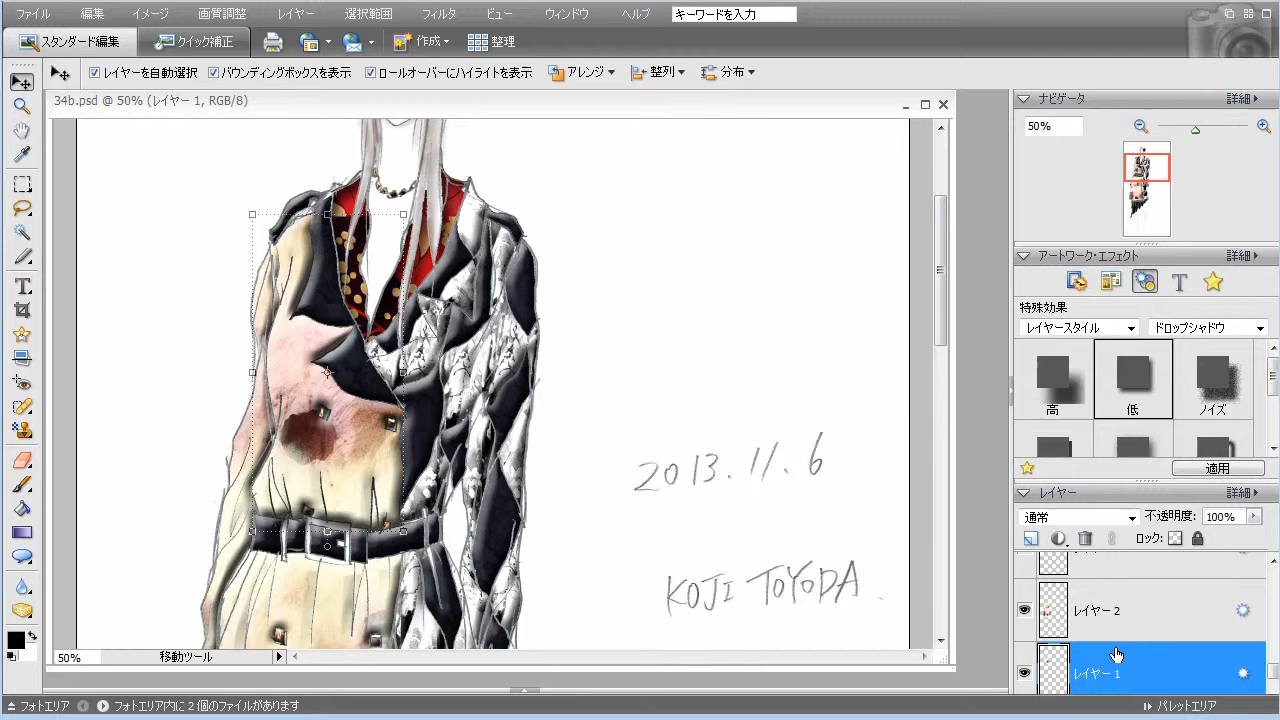 ファイル 編集 イメージ 画質調整 レイヤー 選択範囲 フィルタ ビュー ウィンドウ ヘルプ キーワードを入力
スタンダード編集 クイック補正 作成 整理
レイヤーを自動選択 バウンディングボックスを表示 ロールオーバーにハイライトを表示 アレンジ 整列 分布
34b.psd @ 50% (レイヤー 1, RGB/8)
ナビゲータ 詳細
50%
アートワーク・エフェクト 詳細
特殊効果
レイヤースタイル ドロップシャドウ
高 低 ノイズ
適用
2013.11.6
KOJI TOYODA.
レイヤー 詳細
通常 不透明度: 100%
ロック:
レイヤー 2
レイヤー 1
50% 移動ツール
フォトエリア フォトエリア内に 2 個のファイルがあります パレットエリア